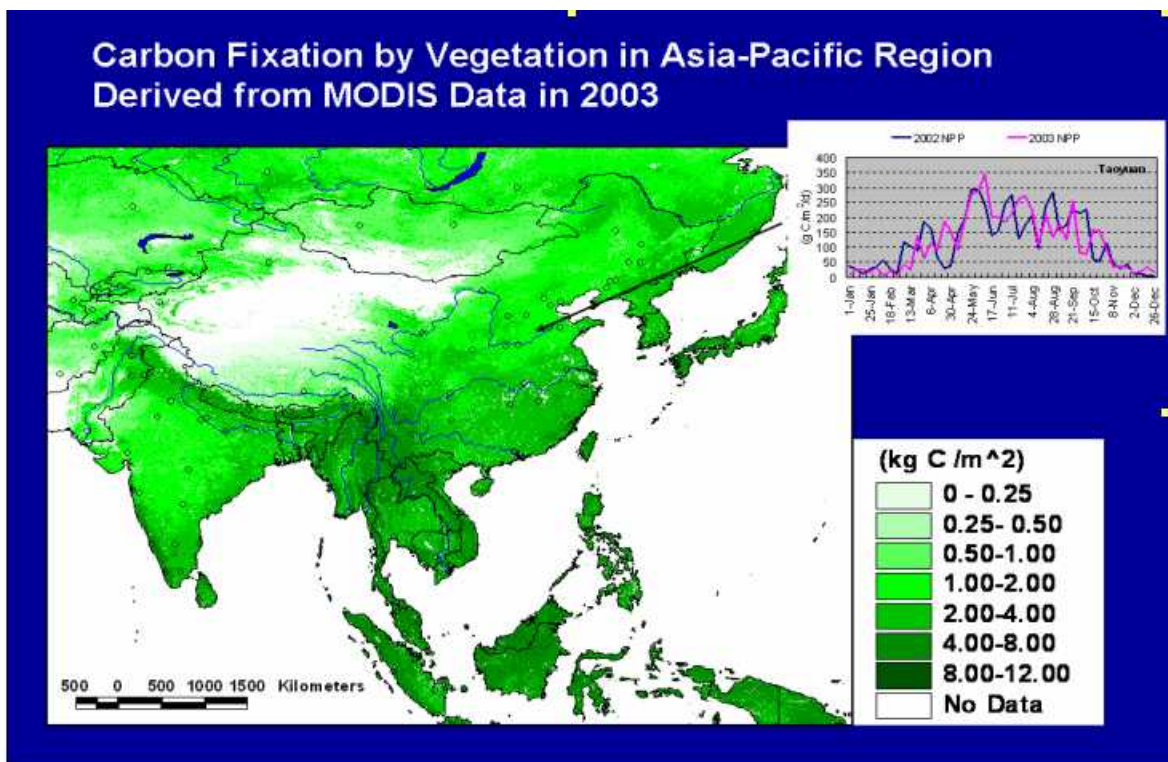 Carbon Fixation by Vegetation in Asia-Pacific Region
Derived from MODIS Data in 2003
2002 NPP 2003 NPP
Taoyuan
(g C/m^2/d)
400
350
300
250
200
150
100
50
0
1-Jan
25-Jan
18-Feb
13-Mar
6-Apr
30-Apr
24-May
17-Jun
11-Jul
4-Aug
28-Aug
21-Sep
15-Oct
8-Nov
2-Dec
26-Dec
(kg C /m^2)
0 - 0.25
0.25- 0.50
0.50-1.00
1.00-2.00
2.00-4.00
4.00-8.00
8.00-12.00
No Data
500 0 500 1000 1500 Kilometers